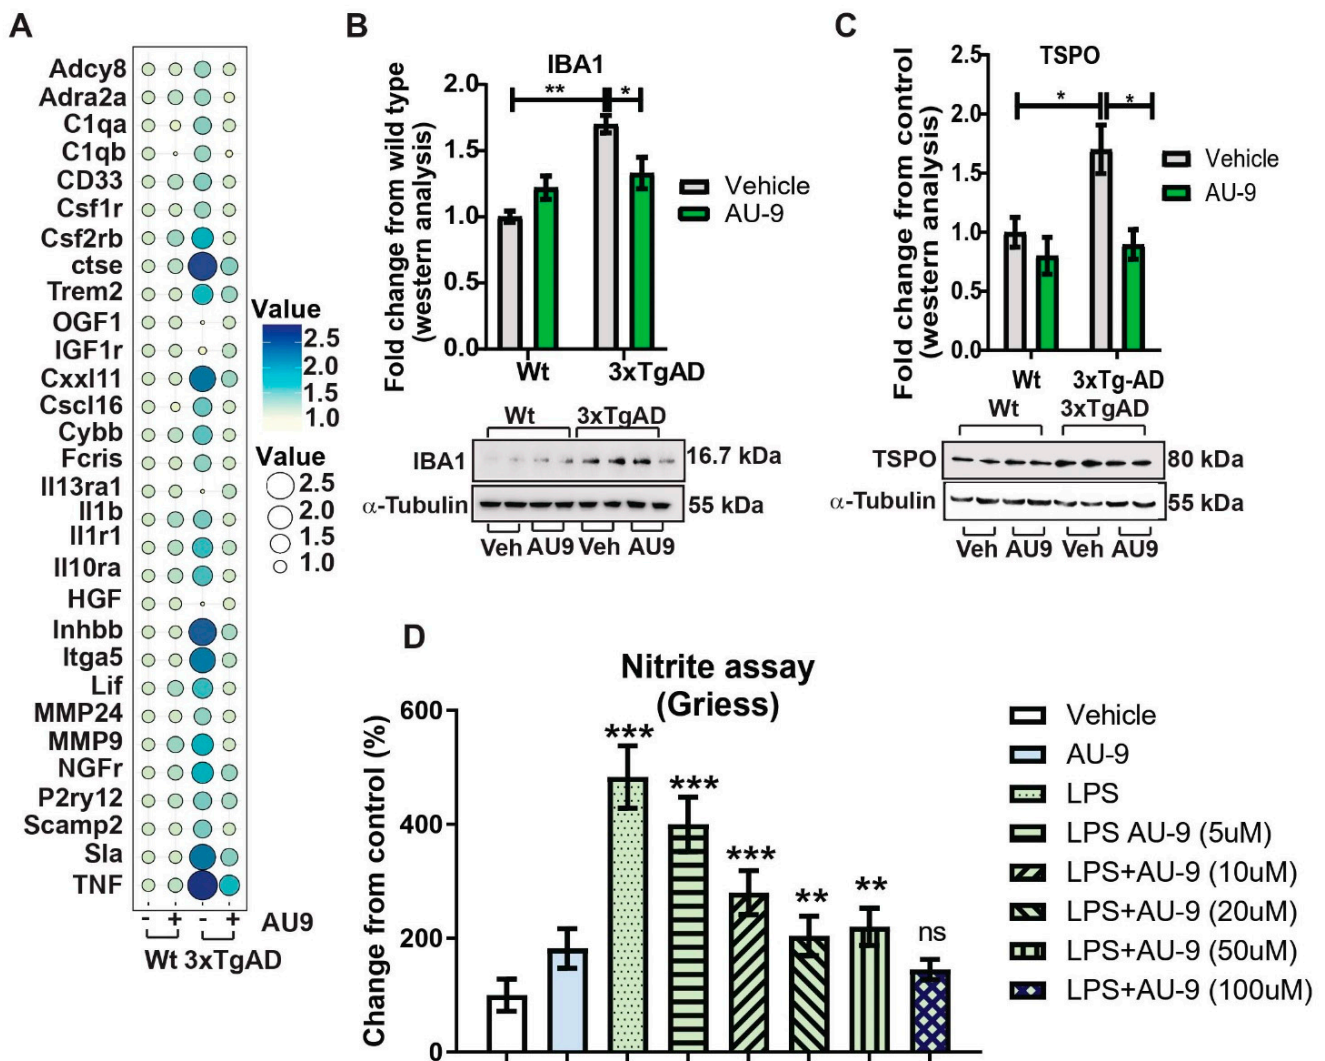 A
Adcy8
Adra2a
C1qa
C1qb
CD33
Csf1r
Csf2rb
ctse
Trem2
OGF1
IGF1r
Cxxl11
Cscl16
Cybb
Fcris
Il13ra1
Il1b
Il1r1
Il10ra
HGF
Inhbb
Itga5
Lif
MMP24
MMP9
NGFr
P2ry12
Scamp2
Sla
TNF
- + - + AU9
Wt 3xTgAD
Value
2.5
2.0
1.5
1.0
Value
2.5
2.0
1.5
1.0
B
IBA1
Fold change from wild type
(western analysis)
2.0
1.5
1.0
0.5
0.0
** *
Wt 3xTgAD
Vehicle
AU-9
Wt 3xTgAD
IBA1 16.7 kDa
α-Tubulin 55 kDa
Veh AU9 Veh AU9
C
TSPO
Fold change from control
(western analysis)
2.5
2.0
1.5
1.0
0.5
0.0
* *
Wt 3xTg-AD
Vehicle
AU-9
Wt 3xTgAD
TSPO 80 kDa
α-Tubulin 55 kDa
Veh AU9 Veh AU9
D
Nitrite assay
(Griess)
Change from control (%)
600
400
200
0
***
***
***
**
**
ns
Vehicle
AU-9
LPS
LPS AU-9 (5uM)
LPS+AU-9 (10uM)
LPS+AU-9 (20uM)
LPS+AU-9 (50uM)
LPS+AU-9 (100uM)